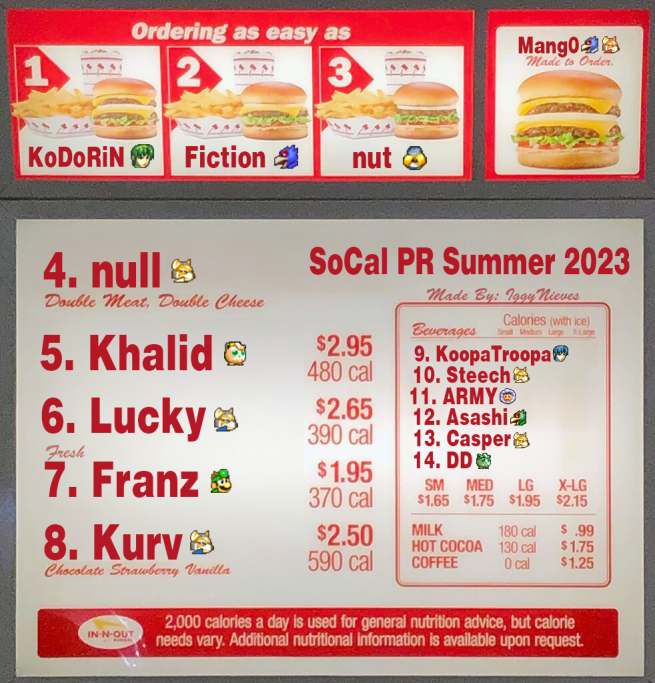 Ordering as easy as
1
2
3
KoDoRiN
Fiction
nut
Mang0
Made to Order.
4. null
Double Meat, Double Cheese
5. Khalid
$2.95
480 cal
6. Lucky
$2.65
390 cal
Fresh
7. Franz
$1.95
370 cal
8. Kurv
$2.50
590 cal
Chocolate Strawberry Vanilla
SoCal PR Summer 2023
Made By: IggyNieves
Beverages
Calories (with ice)
Small Medium Large X-Large
9. KoopaTroopa
10. Steech
11. ARMY
12. Asashi
13. Casper
14. DD
SM MED LG X-LG
$1.65 $1.75 $1.95 $2.15
MILK 180 cal $ .99
HOT COCOA 130 cal $1.75
COFFEE 0 cal $1.25
IN-N-OUT
BURGER
2,000 calories a day is used for general nutrition advice, but calorie
needs vary. Additional nutritional information is available upon request.